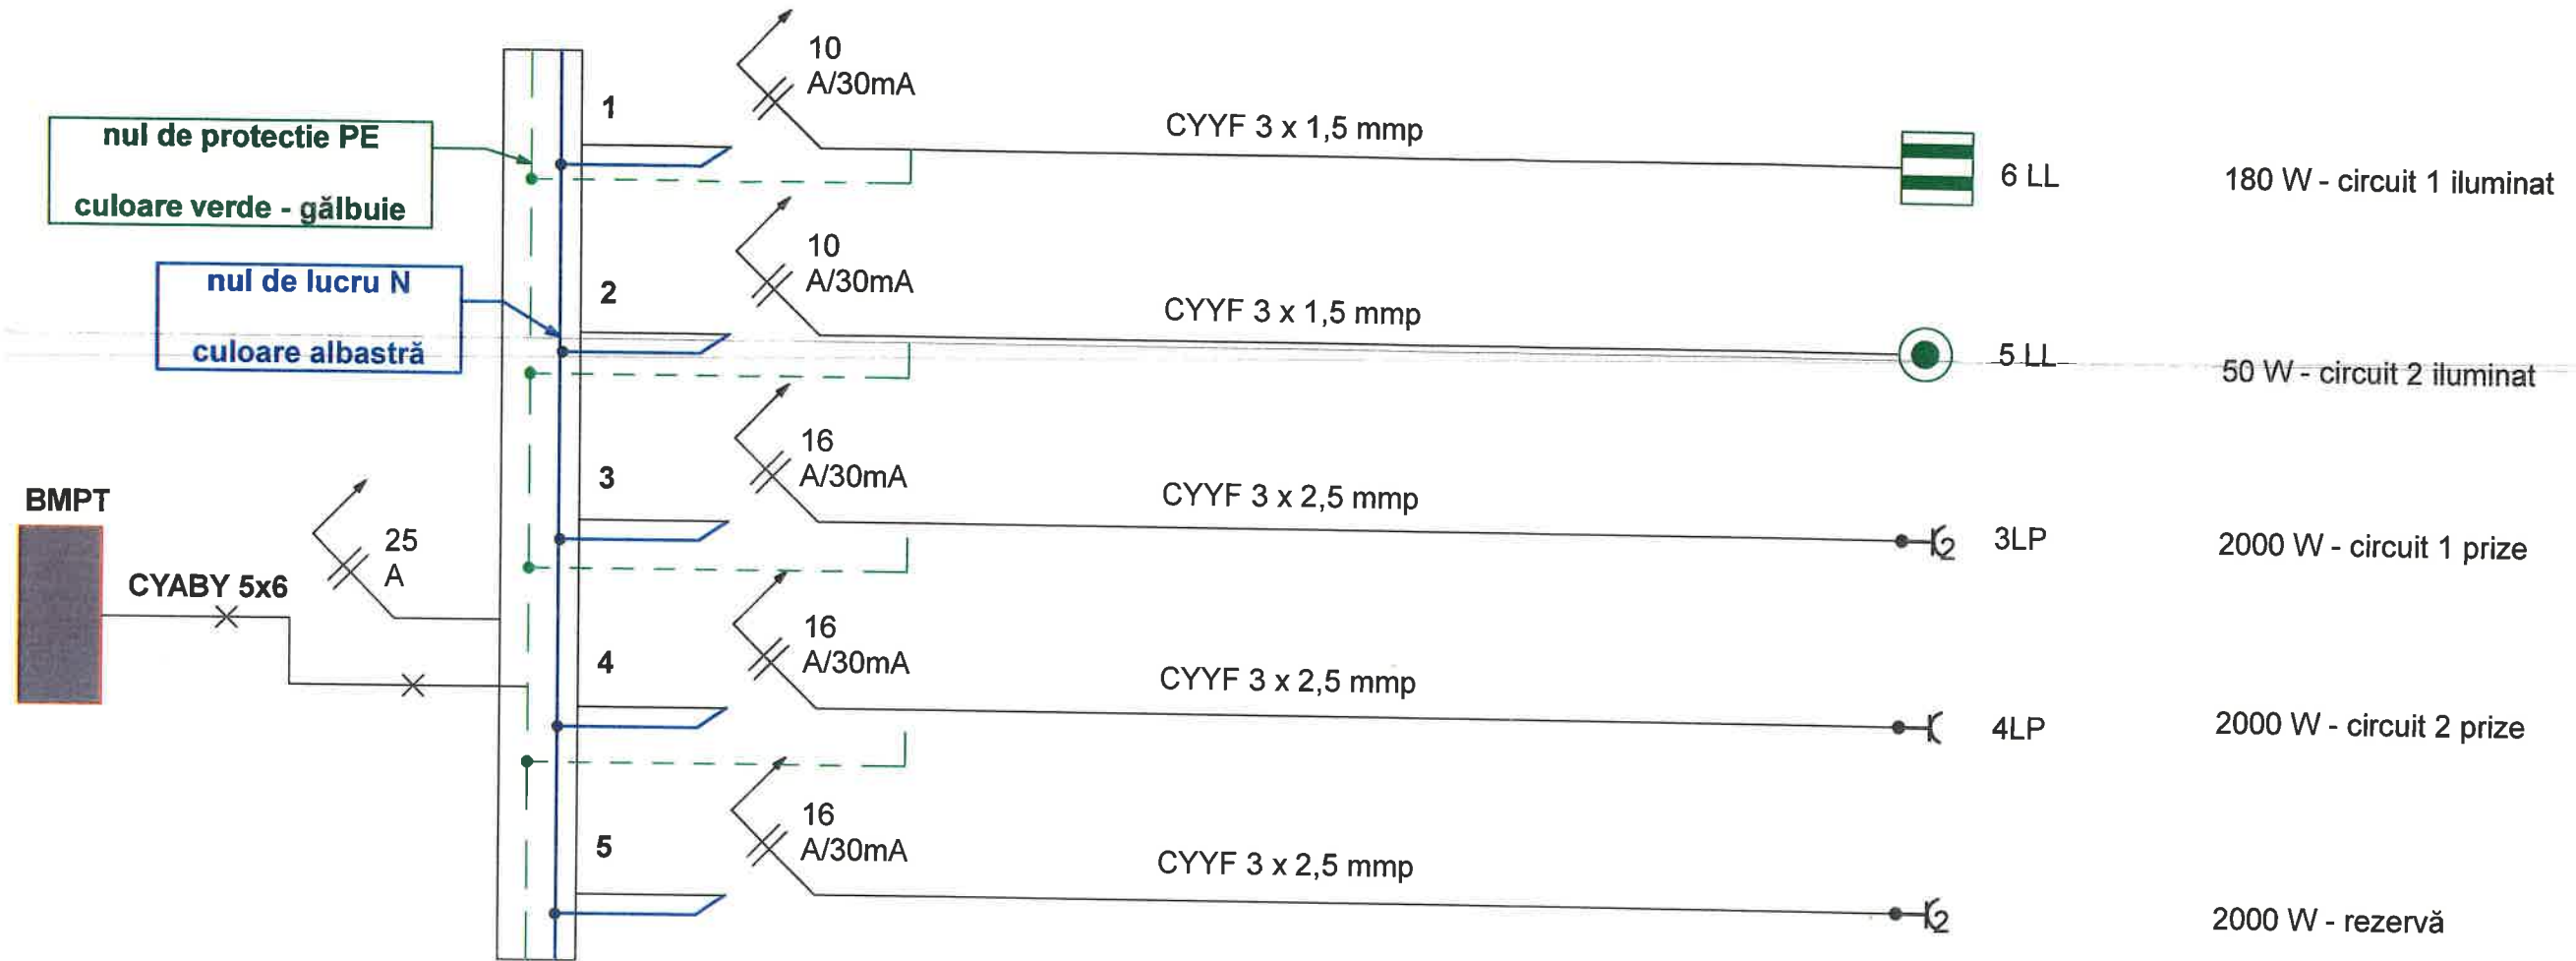 nul de protectie PE
culoare verde - gălbuie
nul de lucru N
culoare albastră
BMPT
CYABY 5x6
25
A
1
10
A/30mA
CYYF 3 x 1,5 mmp
6 LL
180 W - circuit 1 iluminat
2
10
A/30mA
CYYF 3 x 1,5 mmp
5 LL
50 W - circuit 2 iluminat
3
16
A/30mA
CYYF 3 x 2,5 mmp
2
3LP
2000 W - circuit 1 prize
4
16
A/30mA
CYYF 3 x 2,5 mmp
4LP
2000 W - circuit 2 prize
5
16
A/30mA
CYYF 3 x 2,5 mmp
2
2000 W - rezervă